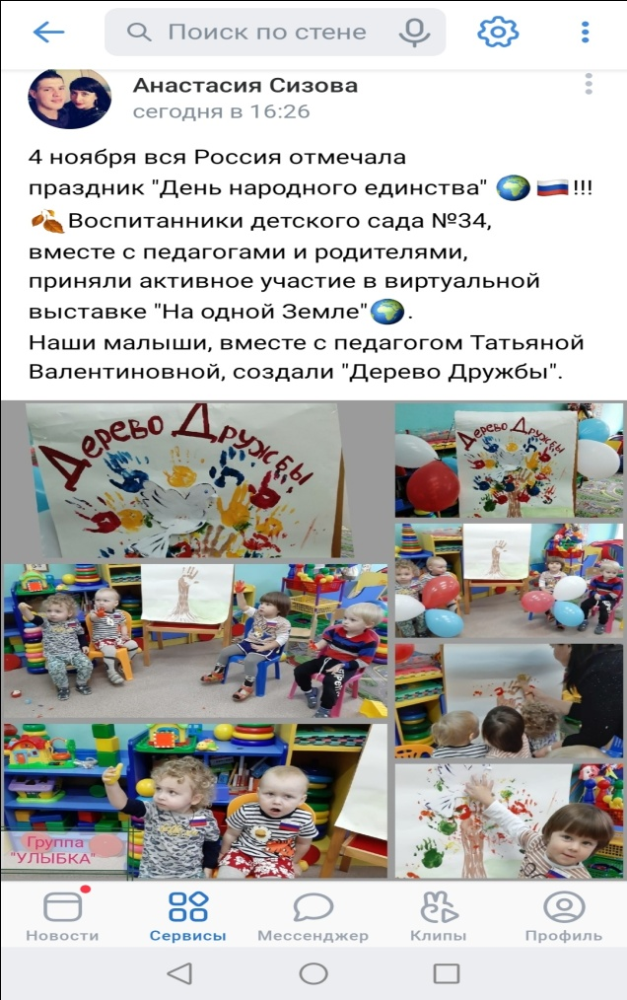 Поиск по стене
Анастасия Сизова
сегодня в 16:26
4 ноября вся Россия отмечала
праздник "День народного единства" 🌍🇷🇺!!!
🍂Воспитанники детского сада №34,
вместе с педагогами и родителями,
приняли активное участие в виртуальной
выставке "На одной Земле"🌍.
Наши малыши, вместе с педагогом Татьяной
Валентиновной, создали "Дерево Дружбы".
Дерево Дружбы
Дерево Дружбы
Группа
"УЛЫБКА"
Новости
Сервисы
Мессенджер
Клипы
Профиль